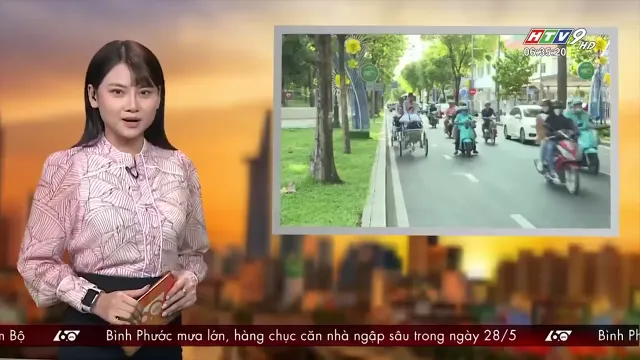 HTV9 HD
06:35:20
n Bộ
Bình Phước mưa lớn, hàng chục căn nhà ngập sâu trong ngày 28/5
Bình Phước m